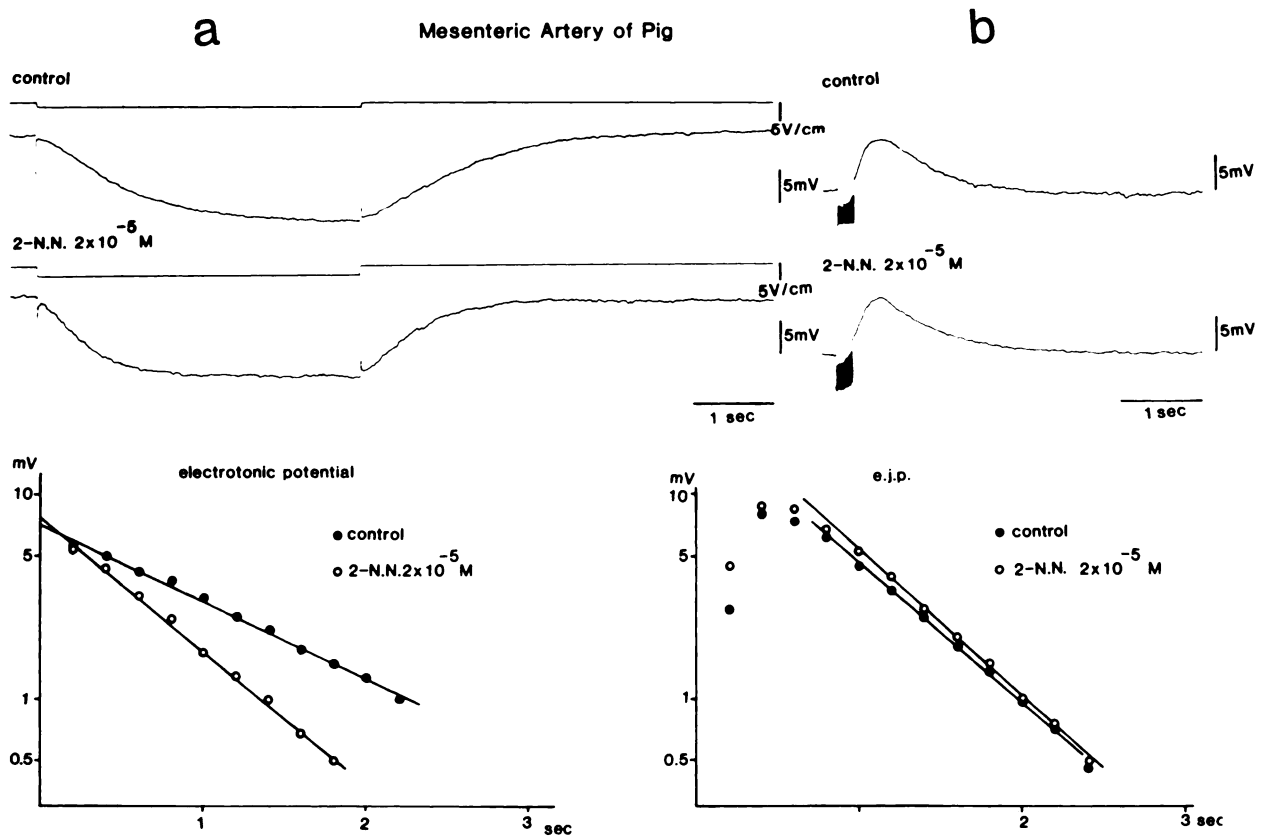 a
Mesenteric Artery of Pig
b
control
5V/cm
5mV
2-N.N. 2x10⁻⁵ M
5V/cm
5mV
1 sec
control
5mV
2-N.N. 2x10⁻⁵ M
5mV
1 sec
mV
electrotonic potential
10
5
1
0.5
control
2-N.N.2x10⁻⁵M
1
2
3
sec
mV
e.j.p.
10
5
1
0.5
control
2-N.N. 2x10⁻⁵ M
2
3 sec